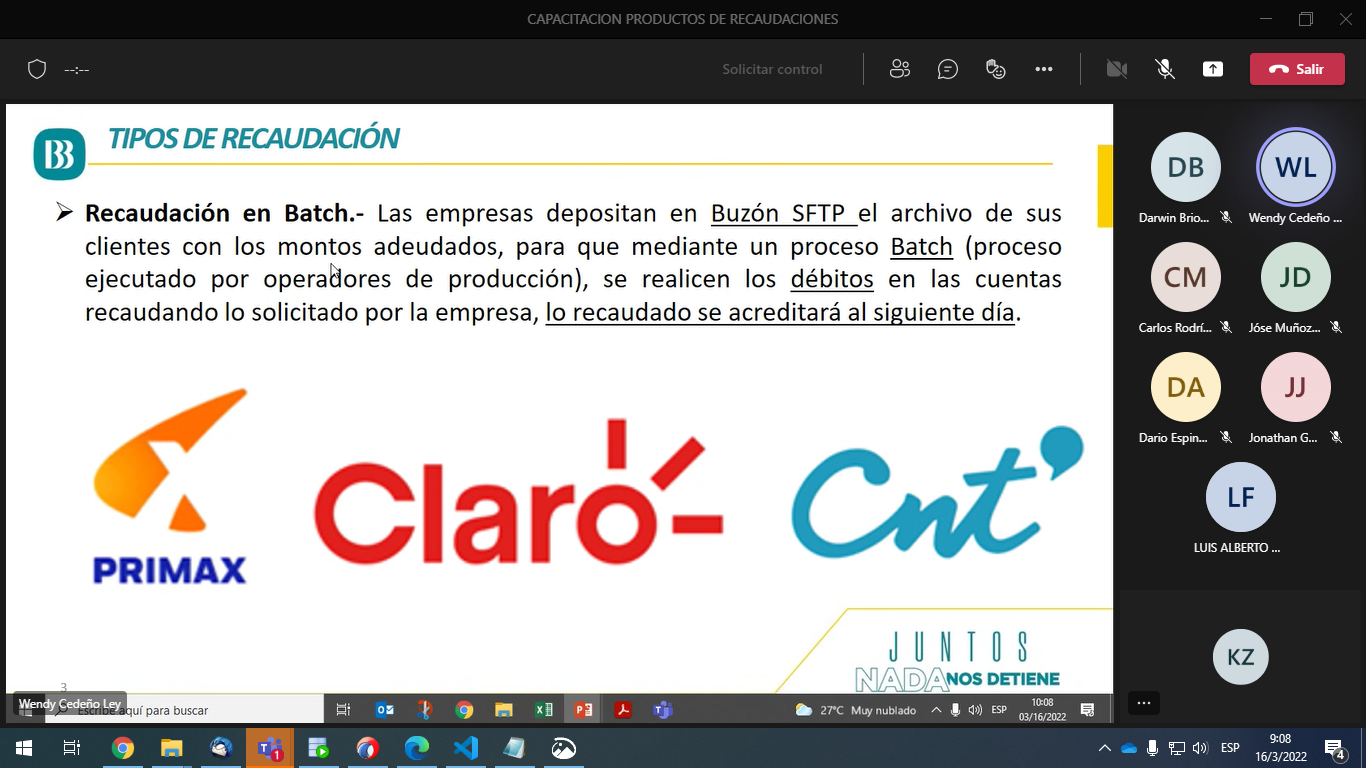 CAPACITACION PRODUCTOS DE RECAUDACIONES
--:--
Solicitar control
Salir
BB
TIPOS DE RECAUDACIÓN
Recaudación en Batch.- Las empresas depositan en Buzón SFTP el archivo de sus
clientes con los montos adeudados, para que mediante un proceso Batch (proceso
ejecutado por operadores de producción), se realicen los débitos en las cuentas
recaudando lo solicitado por la empresa, lo recaudado se acreditará al siguiente día.
PRIMAX
Claro
Cnt
JUNTOS
NADA NOS DETIENE
3
Wendy Cedeño Ley
Escribe aquí para buscar
27°C Muy nublado
ESP
10:08
03/16/2022
DB
Darwin Brio...
WL
Wendy Cedeño ...
CM
Carlos Rodrí...
JD
Jóse Muñoz...
DA
Dario Espin...
JJ
Jonathan G...
LF
LUIS ALBERTO ...
KZ
...
1
ESP
9:08
16/3/2022
4